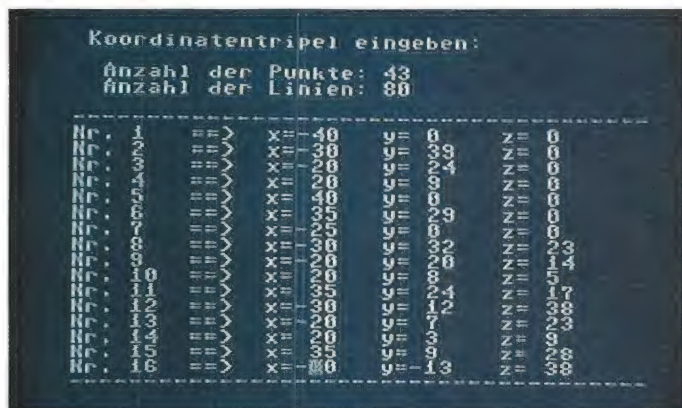 Koordinatentripel eingeben:
Anzahl der Punkte: 43
Anzahl der Linien: 80
Nr. 1 ==> x=-40 y= 0 z= 0
Nr. 2 ==> x=-30 y= 39 z= 0
Nr. 3 ==> x=-20 y= 24 z= 0
Nr. 4 ==> x= 20 y= 9 z= 0
Nr. 5 ==> x= 40 y= 0 z= 0
Nr. 6 ==> x= 35 y= 29 z= 0
Nr. 7 ==> x=-25 y= 0 z= 0
Nr. 8 ==> x=-30 y= 32 z= 23
Nr. 9 ==> x=-20 y= 20 z= 14
Nr. 10 ==> x= 20 y= 8 z= 5
Nr. 11 ==> x= 35 y= 24 z= 17
Nr. 12 ==> x=-30 y= 12 z= 38
Nr. 13 ==> x=-20 y= 7 z= 23
Nr. 14 ==> x= 20 y= 3 z= 9
Nr. 15 ==> x= 35 y= 9 z= 28
Nr. 16 ==> y=-13 z= 38